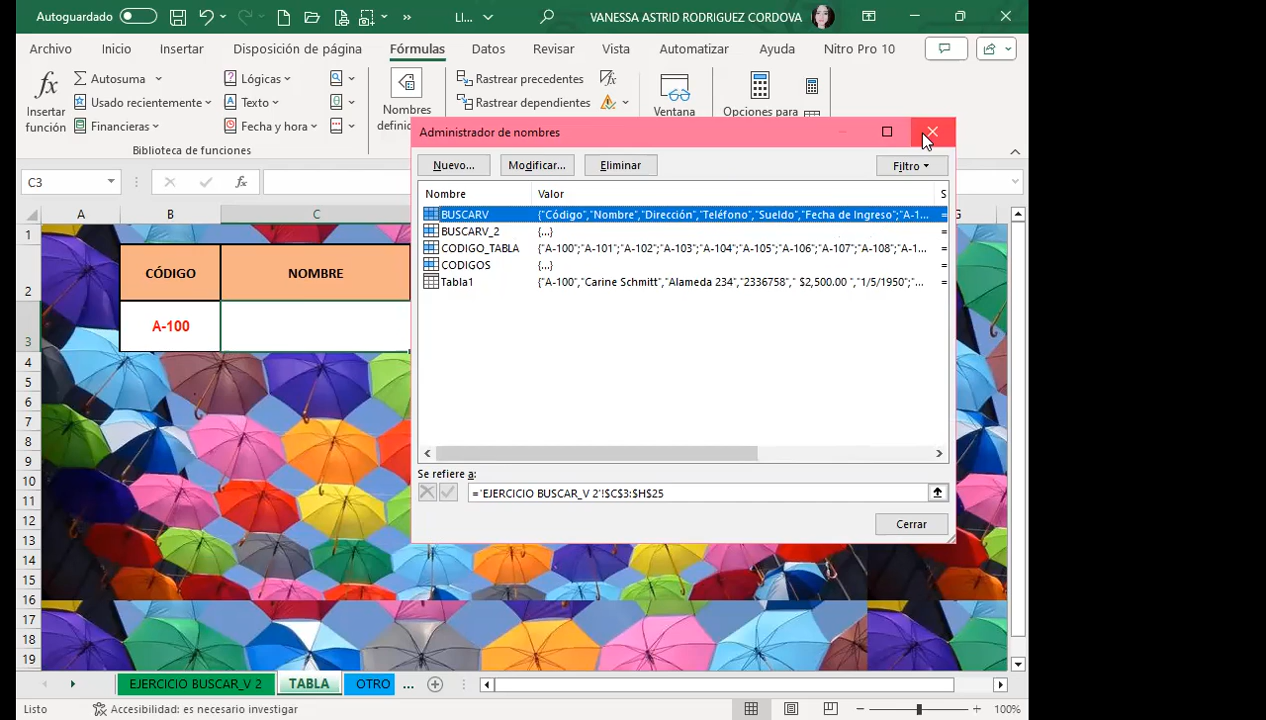 Autoguardado
LI...
VANESSA ASTRID RODRIGUEZ CORDOVA
Archivo Inicio Insertar Disposición de página Fórmulas Datos Revisar Vista Automatizar Ayuda Nitro Pro 10
fx Autosuma Lógicas Rastrear precedentes fx
Usado recientemente Texto Rastrear dependientes
Insertar función
Financieras Fecha y hora
Nombres
Ventana
Opciones para
Biblioteca de funciones
Administrador de nombres
Nuevo... Modificar... Eliminar Filtro
Nombre Valor S
BUSCARV {"Código","Nombre","Dirección","Teléfono","Sueldo","Fecha de Ingreso";"A-1... =
BUSCARV_2 {...} =
CODIGO_TABLA {"A-100";"A-101";"A-102";"A-103";"A-104";"A-105";"A-106";"A-107";"A-108";"A-1... =
CODIGOS {...} =
Tabla1 {"A-100","Carine Schmitt","Alameda 234","2336758"," $2,500.00 ","1/5/1950";"... =
Se refiere a:
='EJERCICIO BUSCAR_V 2'!$C$3:$H$25
Cerrar
C3 fx
A B C G
1
2 CÓDIGO NOMBRE
3 A-100
4
5
6
7
8
9
10
11
12
13
14
15
16
17
18
19
EJERCICIO BUSCAR_V 2 TABLA OTRO ...
Listo Accesibilidad: es necesario investigar 100%